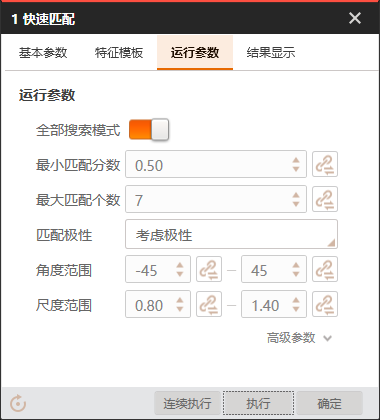 1 快速匹配
基本参数 特征模板 运行参数 结果显示
运行参数
全部搜索模式
最小匹配分数 0.50
最大匹配个数 7
匹配极性 考虑极性
角度范围 -45 — 45
尺度范围 0.80 — 1.40
高级参数
连续执行 执行 确定